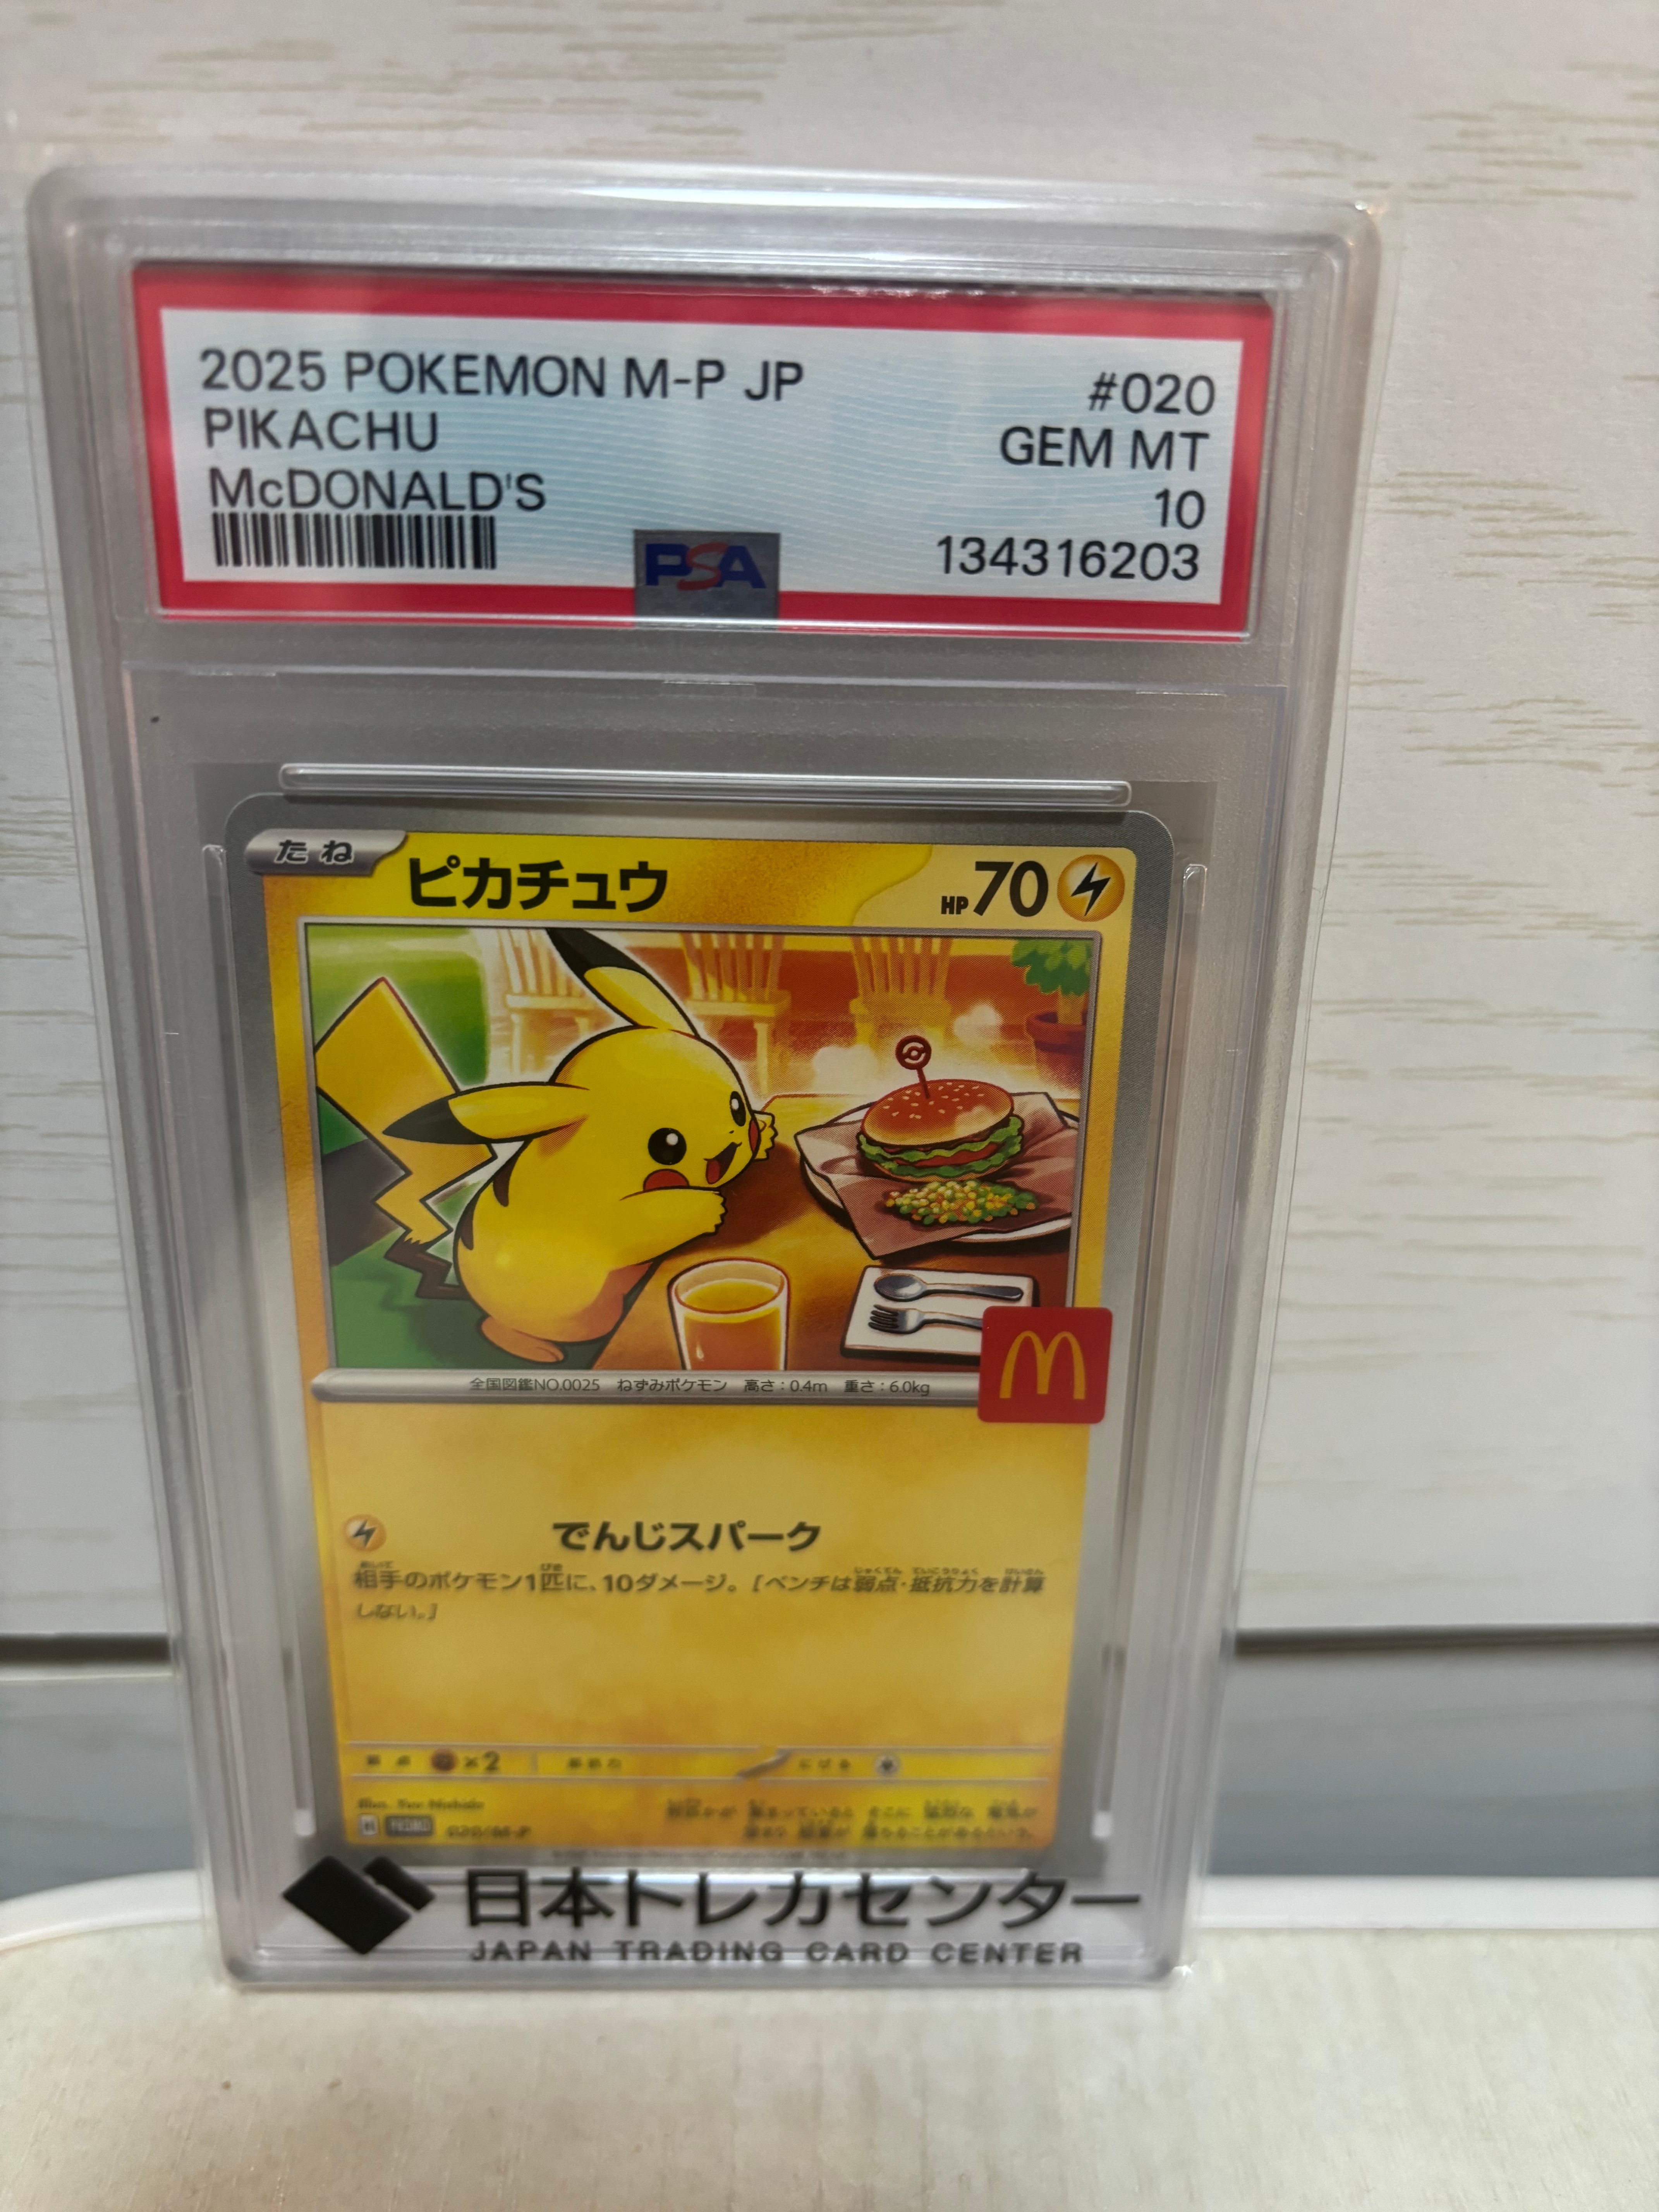 2025 POKEMON M-P JP #020
PIKACHU GEM MT
McDONALD'S 10
PSA 134316203
たね ピカチュウ HP 70
全国図鑑NO.0025 ねずみポケモン 高さ:0.4m 重さ:6.0kg
でんじスパーク
相手のポケモン1匹に、10ダメージ。[ベンチは弱点・抵抗力を計算
しない。]
×2
020/M-P
日本トレカセンター
JAPAN TRADING CARD CENTER